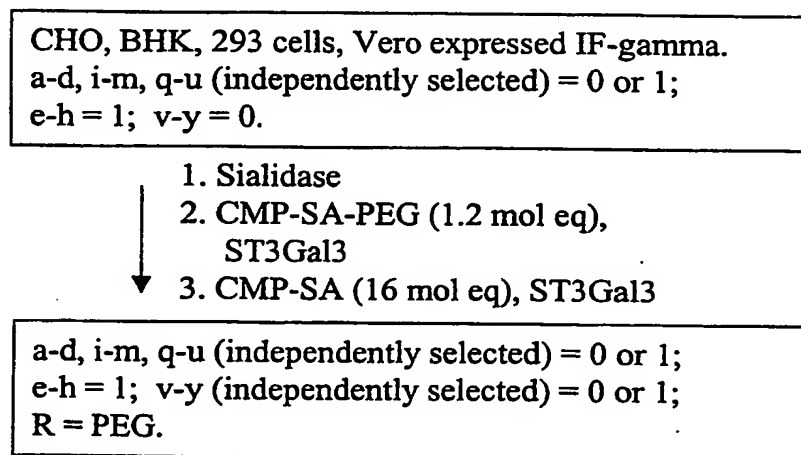 CHO, BHK, 293 cells, Vero expressed IF-gamma.
a-d, i-m, q-u (independently selected) = 0 or 1;
e-h = 1; v-y = 0.
1. Sialidase
2. CMP-SA-PEG (1.2 mol eq),
ST3Gal3
3. CMP-SA (16 mol eq), ST3Gal3
a-d, i-m, q-u (independently selected) = 0 or 1;
e-h = 1; v-y (independently selected) = 0 or 1;
R = PEG.